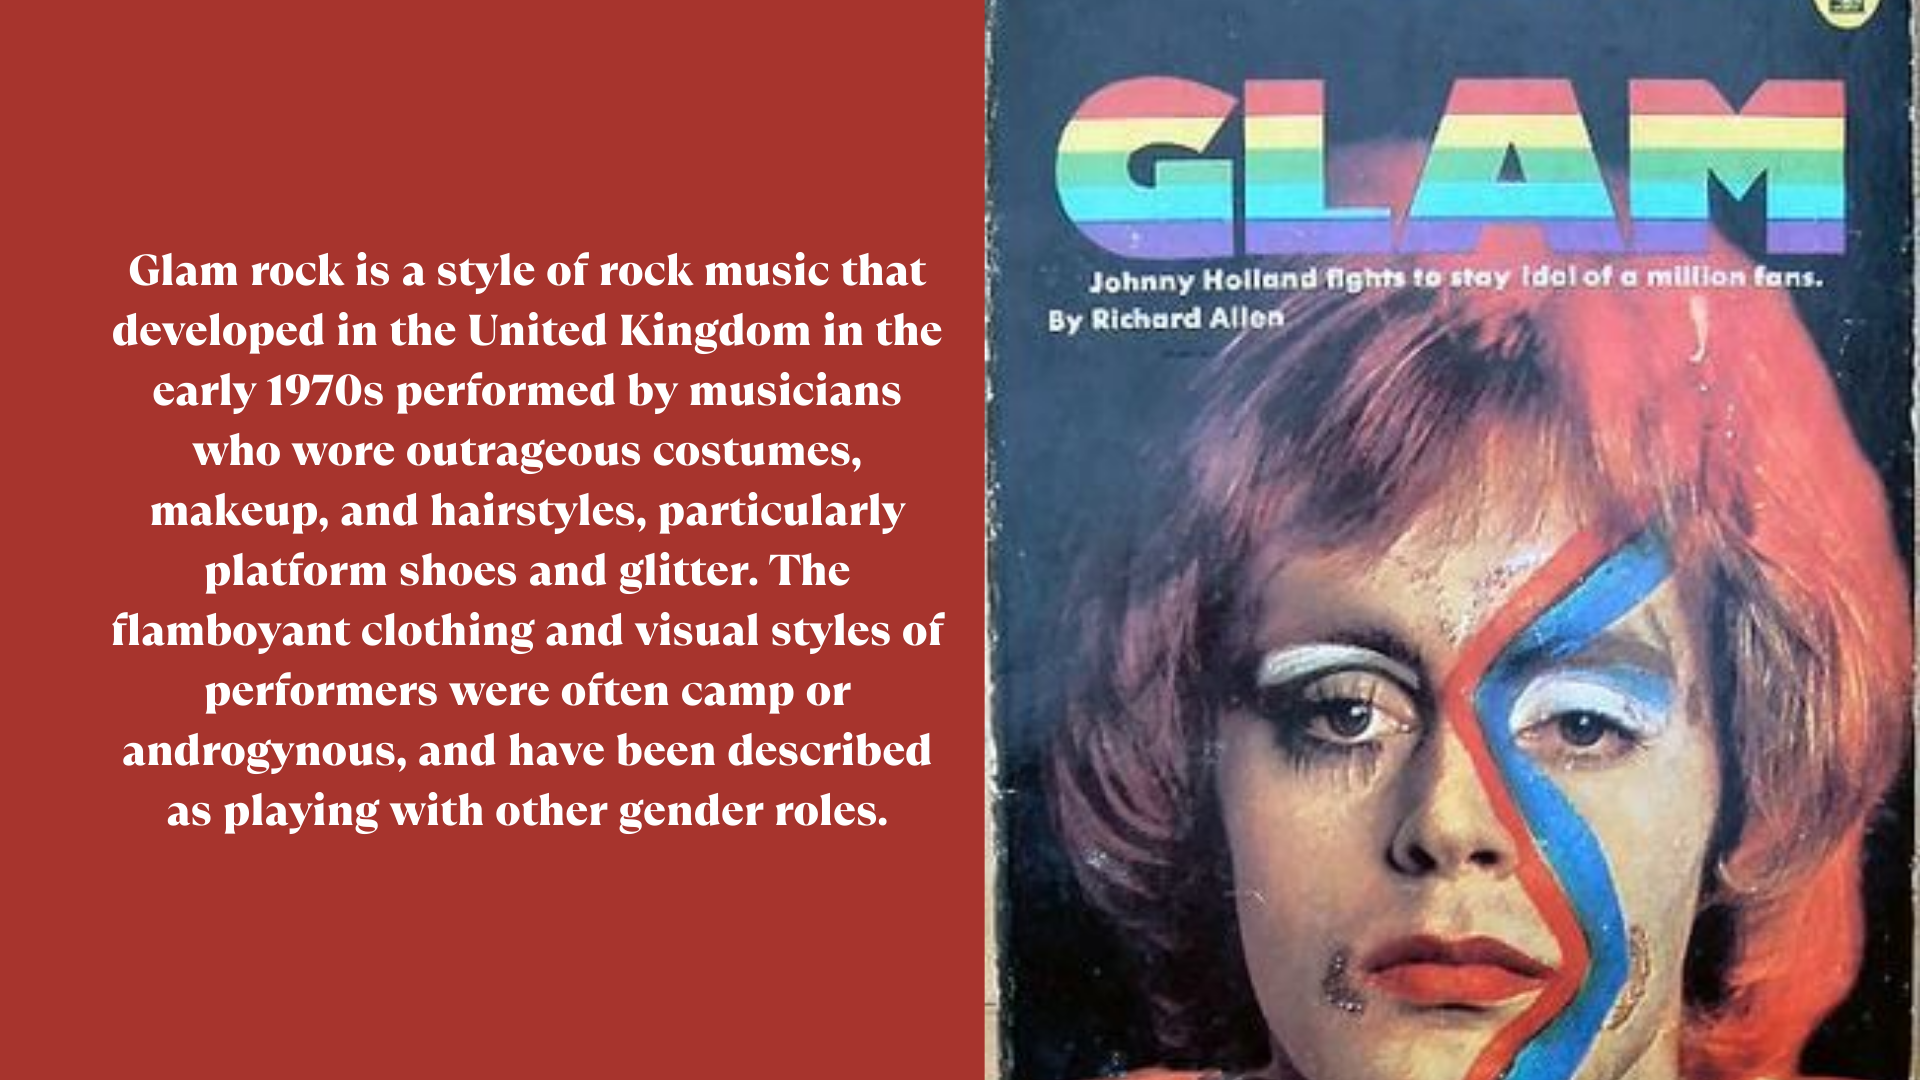 Glam rock is a style of rock music that
developed in the United Kingdom in the
early 1970s performed by musicians
who wore outrageous costumes,
makeup, and hairstyles, particularly
platform shoes and glitter. The
flamboyant clothing and visual styles of
performers were often camp or
androgynous, and have been described
as playing with other gender roles.
GLAM
Johnny Holland fights to stay idol of a million fans.
By Richard Allen